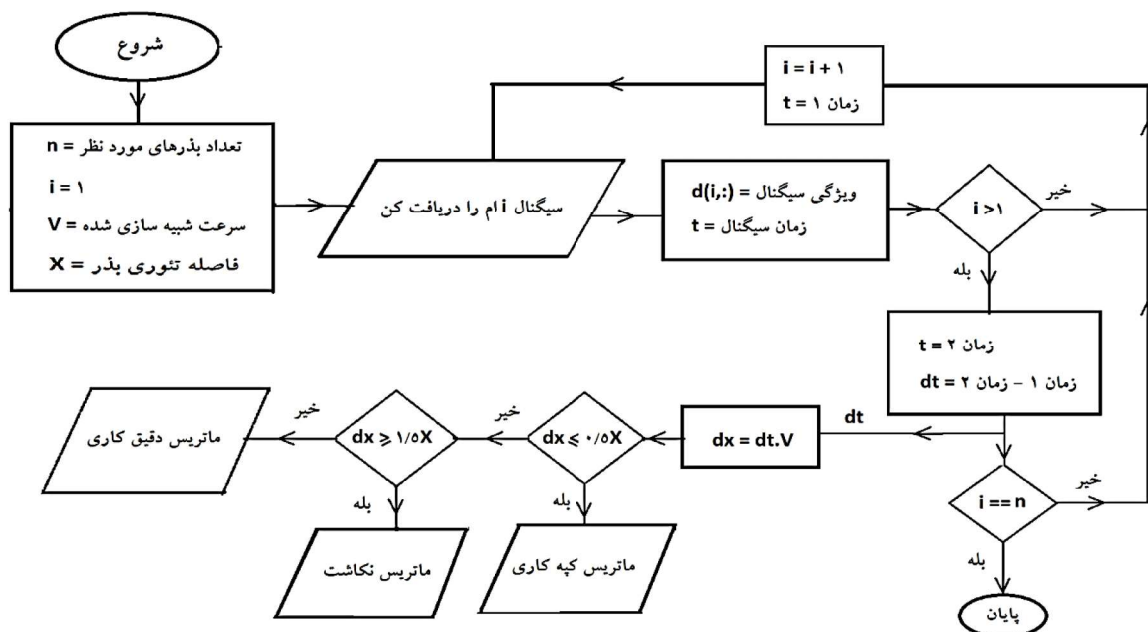 شروع
تعداد بذرهای مورد نظر = n
i = ۱
سرعت شبیه سازی شده = V
فاصله تئوری بذر = X
سیگنال i ام را دریافت کن
i = i + ۱
زمان ۱ = t
ویژگی سیگنال = d(i,:)
زمان سیگنال = t
i >۱
خیر
بله
زمان ۲ = t
زمان ۱ – زمان ۲ = dt
dt
dx = dt.V
dx ⩽ ۰/۵X
خیر
بله
dx ⩾ ۱/۵X
خیر
بله
ماتریس دقیق کاری
ماتریس نکاشت
ماتریس کپه کاری
i == n
خیر
بله
پایان